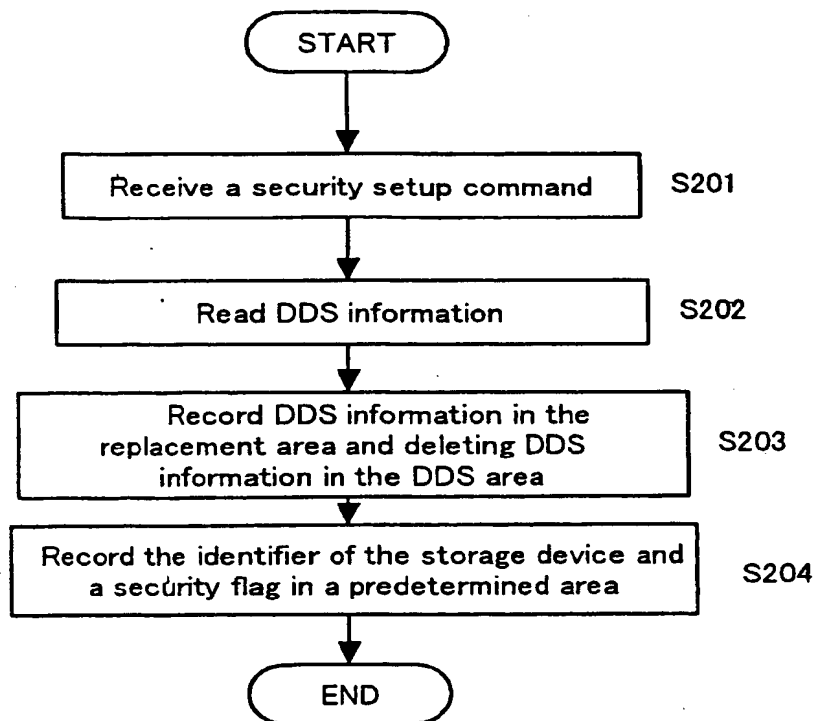 START
Receive a security setup command S201
Read DDS information S202
Record DDS information in the
replacement area and deleting DDS S203
information in the DDS area
Record the identifier of the storage device and
a security flag in a predetermined area S204
END